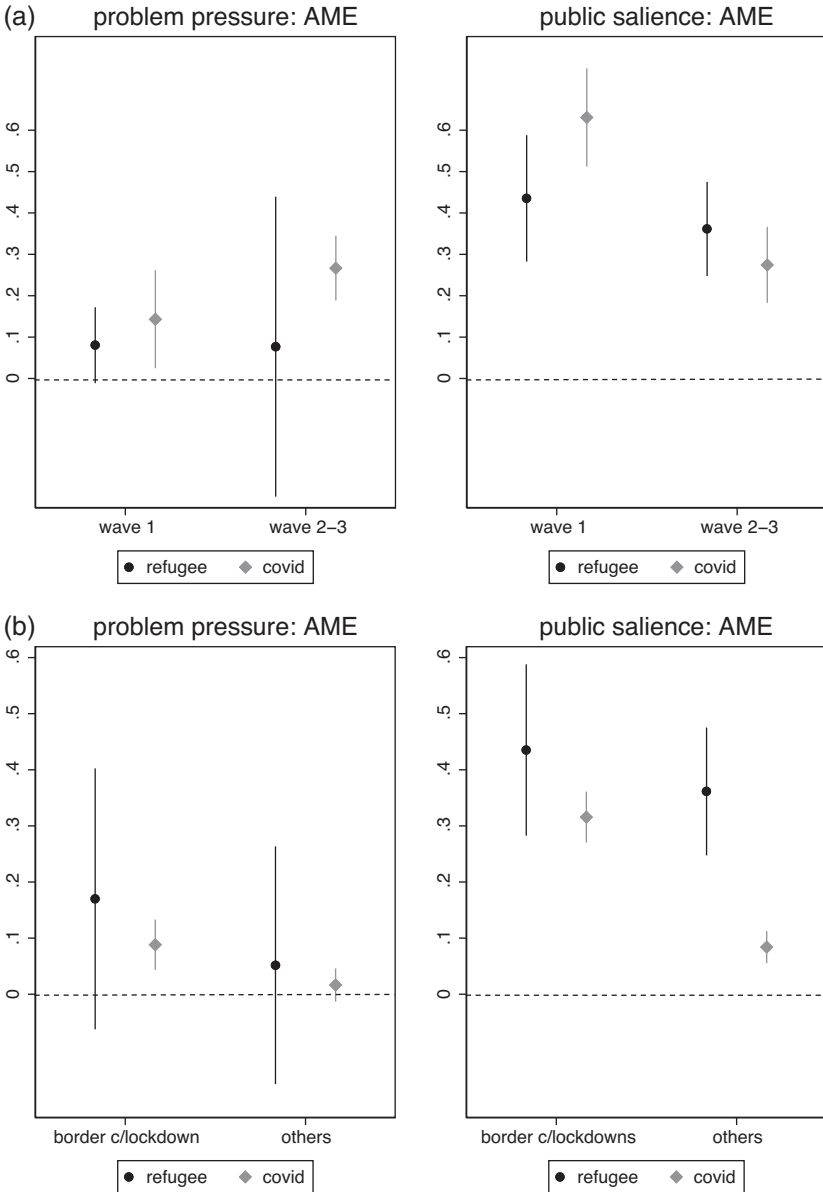 (a) problem pressure: AME public salience: AME
.6 .6
.5 .5
.4 .4
.3 .3
.2 .2
.1 .1
0 0
wave 1 wave 2–3 wave 1 wave 2–3
refugee covid refugee covid
(b) problem pressure: AME public salience: AME
.6 .6
.5 .5
.4 .4
.3 .3
.2 .2
.1 .1
0 0
border c/lockdown others border c/lockdowns others
refugee covid refugee covid